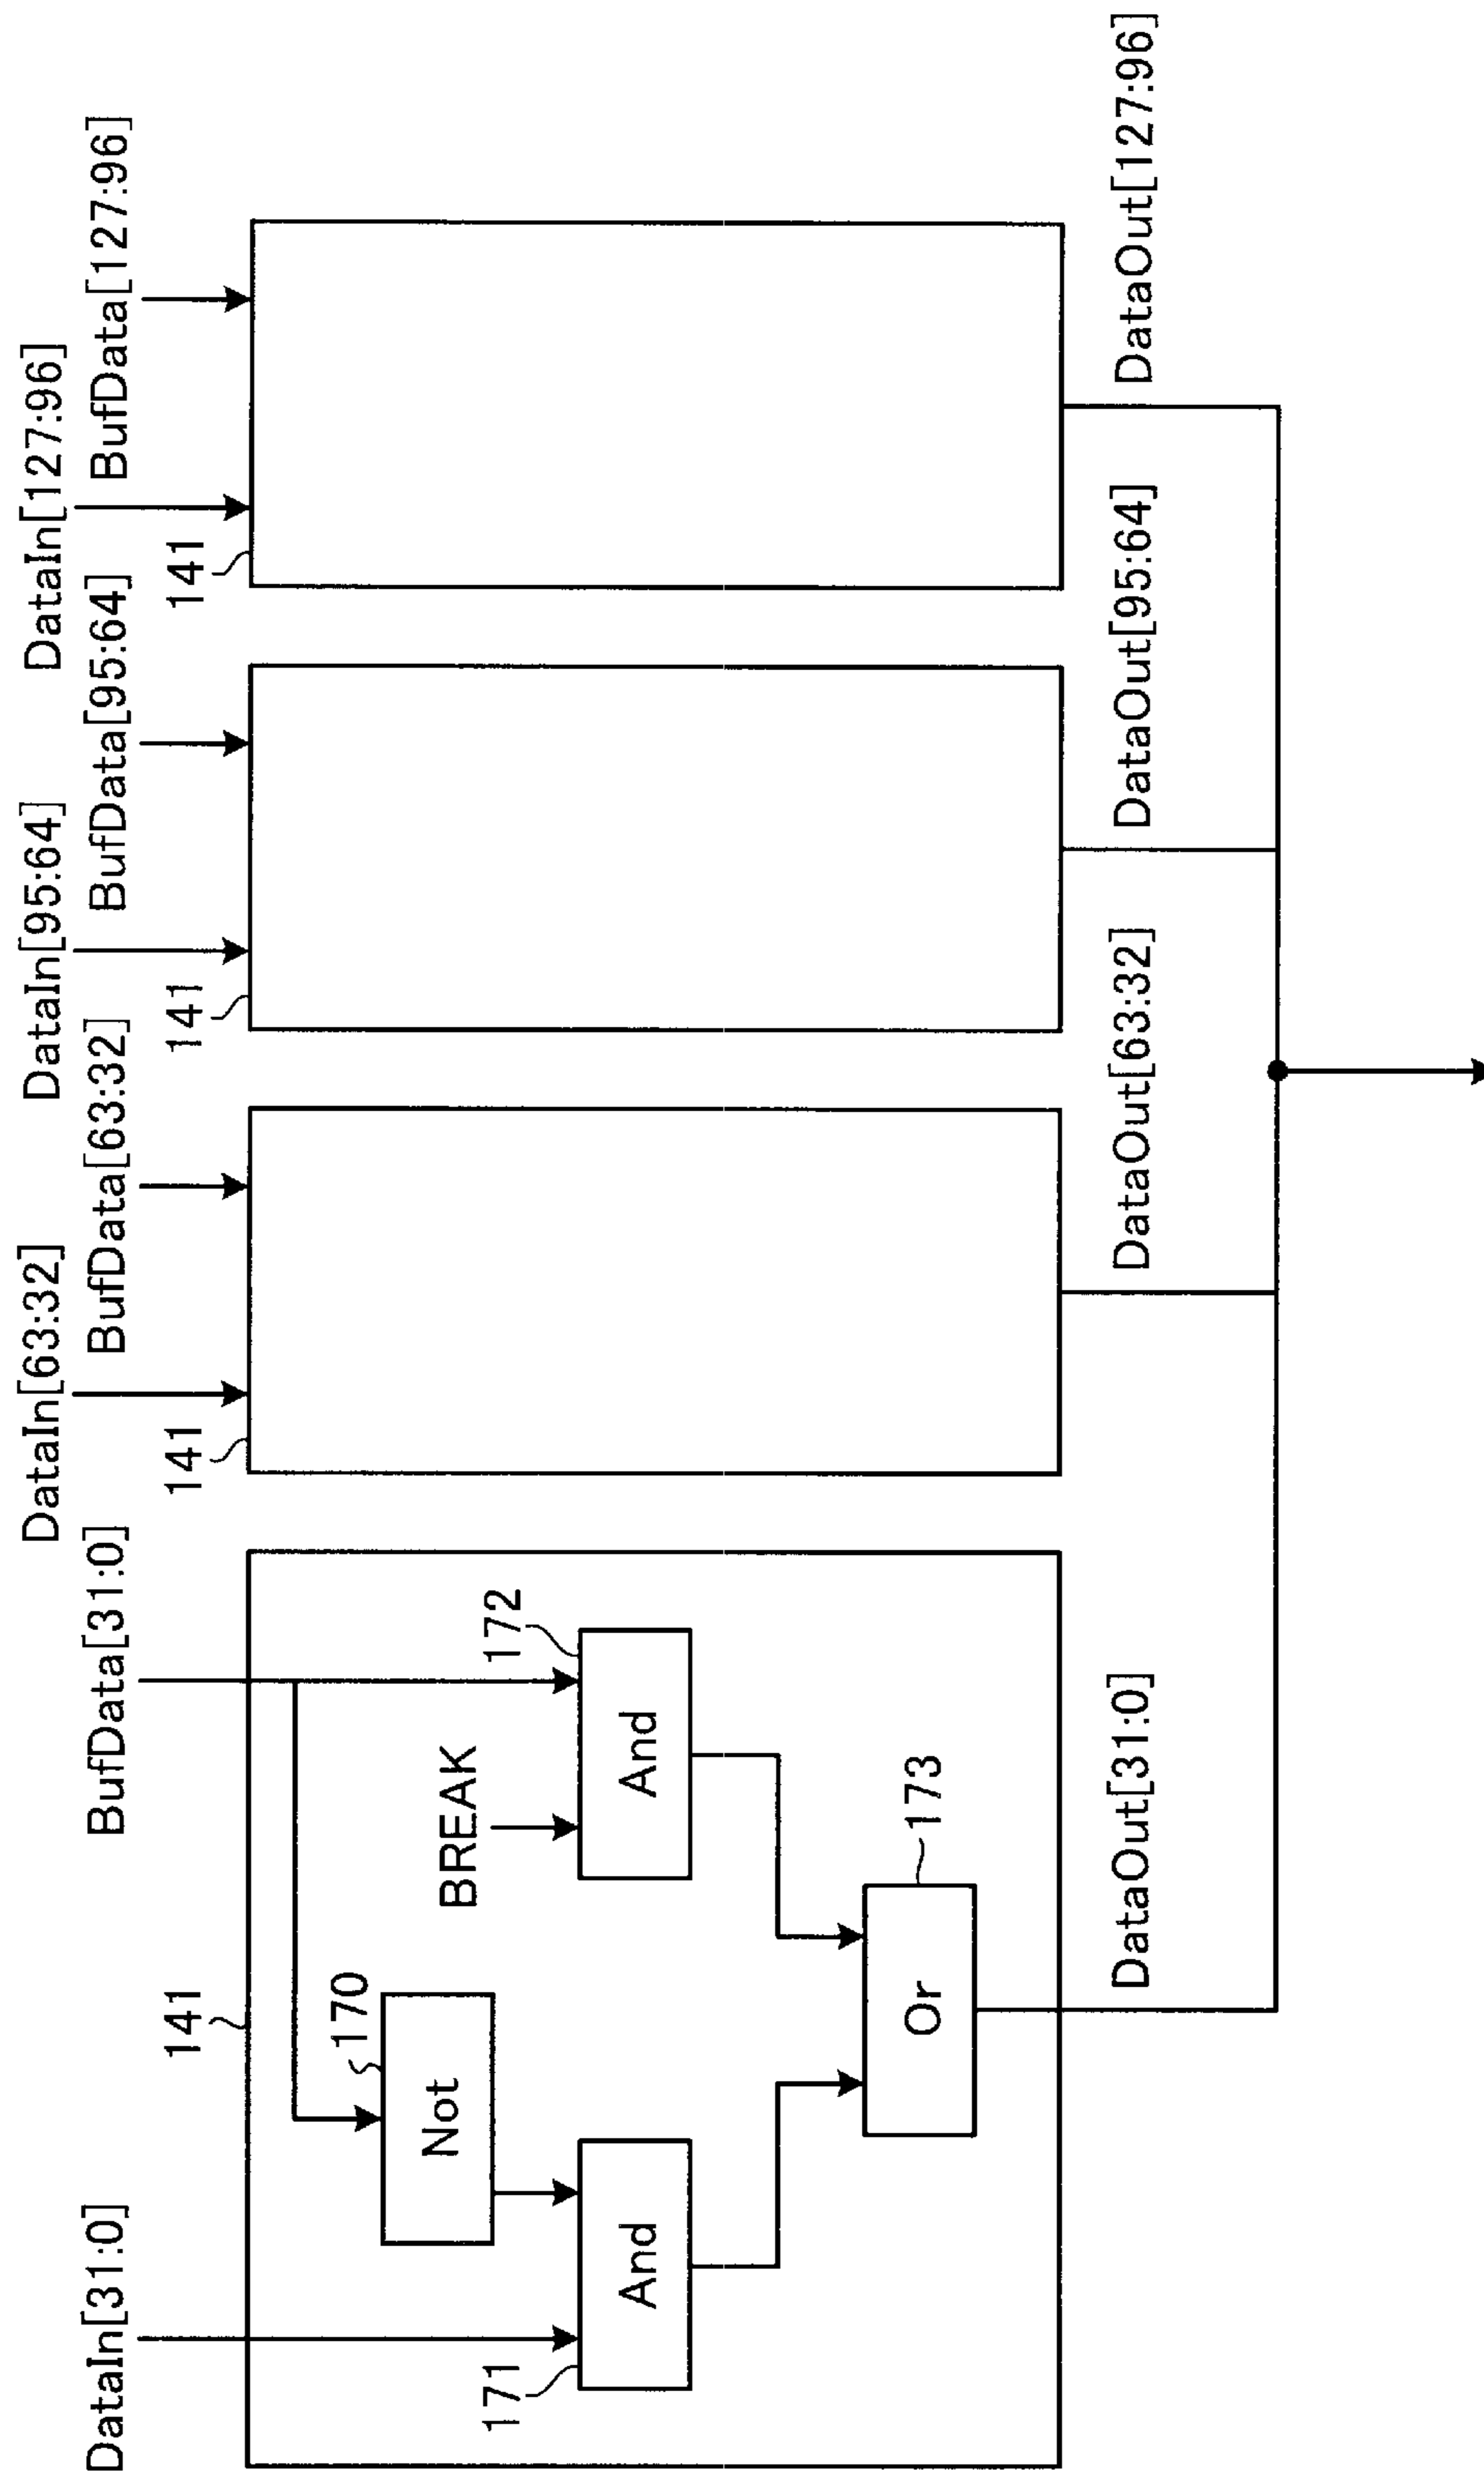 DataIn[31:0]
BufData[31:0]
DataIn[63:32]
BufData[63:32]
DataIn[95:64]
BufData[95:64]
DataIn[127:96]
BufData[127:96]
141
141
141
141
170
Not
BREAK
171
And
172
And
Or
173
DataOut[31:0]
DataOut[63:32]
DataOut[95:64]
DataOut[127:96]